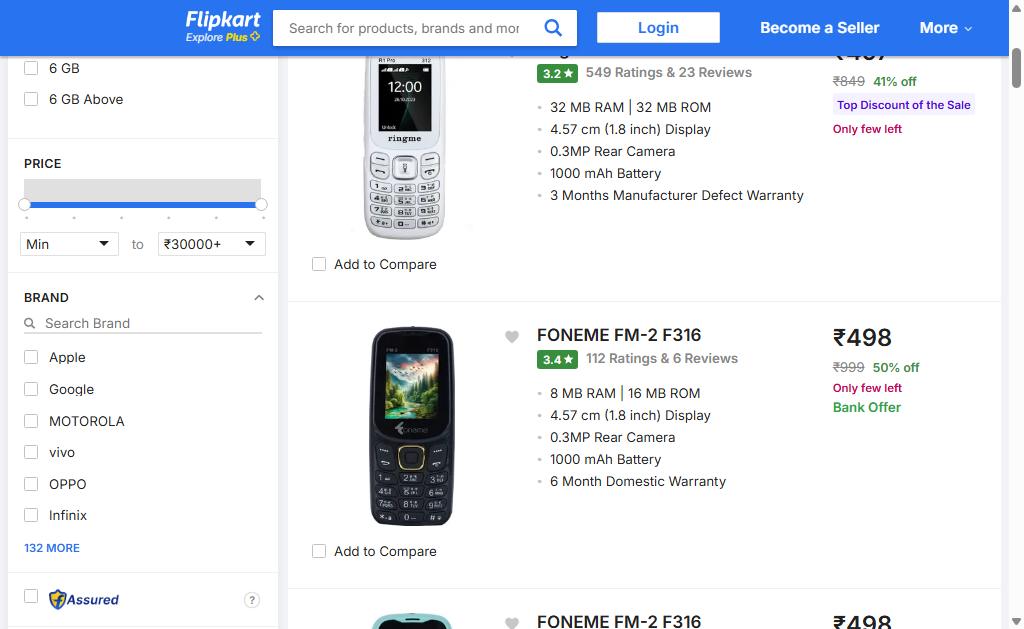 Flipkart
Explore Plus
Search for products, brands and mor
Login
Become a Seller
More
6 GB
6 GB Above
PRICE
Min
to
₹30000+
BRAND
Search Brand
Apple
Google
MOTOROLA
vivo
OPPO
Infinix
132 MORE
Assured
?
R1 Pro 312
12:00
Unlock
ringme
Add to Compare
3.2
549 Ratings & 23 Reviews
32 MB RAM | 32 MB ROM
4.57 cm (1.8 inch) Display
0.3MP Rear Camera
1000 mAh Battery
3 Months Manufacturer Defect Warranty
₹849 41% off
Top Discount of the Sale
Only few left
FM-2 F316
foneme
Add to Compare
FONEME FM-2 F316
3.4
112 Ratings & 6 Reviews
8 MB RAM | 16 MB ROM
4.57 cm (1.8 inch) Display
0.3MP Rear Camera
1000 mAh Battery
6 Month Domestic Warranty
₹498
₹999 50% off
Only few left
Bank Offer
FONEME FM-2 F316
₹498